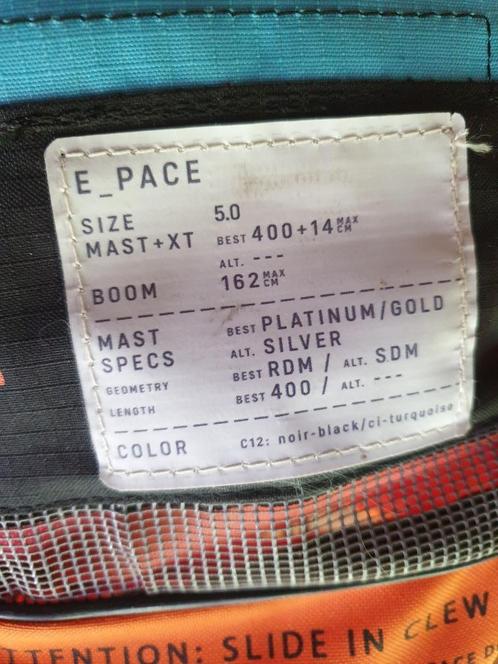 E_PACE
SIZE 5.0
MAST+XT BEST 400+14 MAX CM
ALT. ---
BOOM 162 MAX CM
MAST SPECS BEST PLATINUM/GOLD
ALT. SILVER
GEOMETRY BEST RDM / ALT. SDM
LENGTH BEST 400 / ALT. ---
COLOR C12: noir-black/ci-turquoise
TTENTION: SLIDE IN CLEW